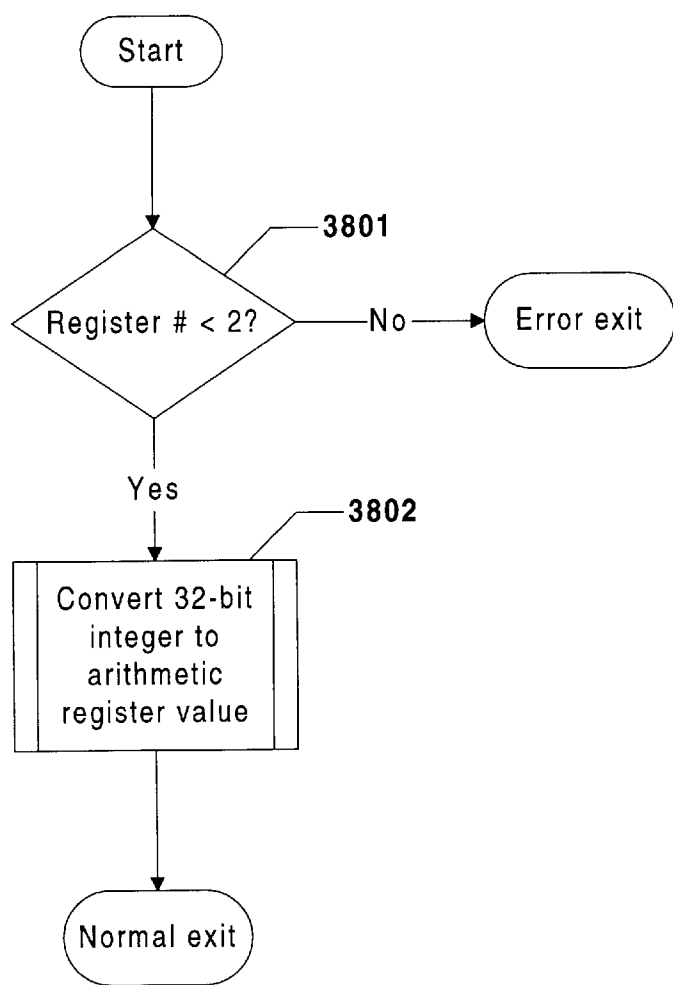 Start
3801
Register # < 2?
No
Error exit
Yes
3802
Convert 32-bit
integer to
arithmetic
register value
Normal exit